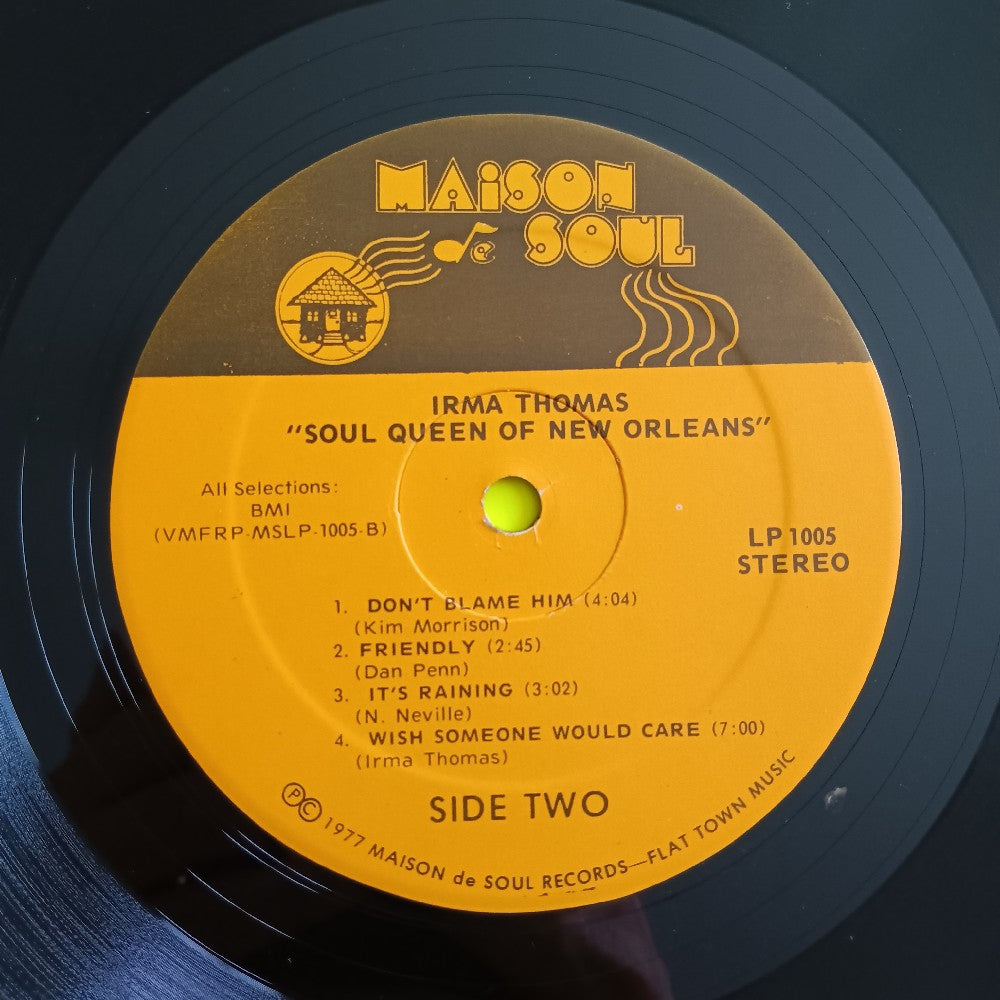 MAiSON
de SOUL
IRMA THOMAS
"SOUL QUEEN OF NEW ORLEANS"
All Selections:
BMI
(VMFRP-MSLP-1005-B)
LP 1005
STEREO
1. DON'T BLAME HIM (4:04)
(Kim Morrison)
2. FRIENDLY (2:45)
(Dan Penn)
3. IT'S RAINING (3:02)
(N. Neville)
4. WISH SOMEONE WOULD CARE (7:00)
(Irma Thomas)
SIDE TWO
Ⓟ© 1977 MAISON de SOUL RECORDS—FLAT TOWN MUSIC